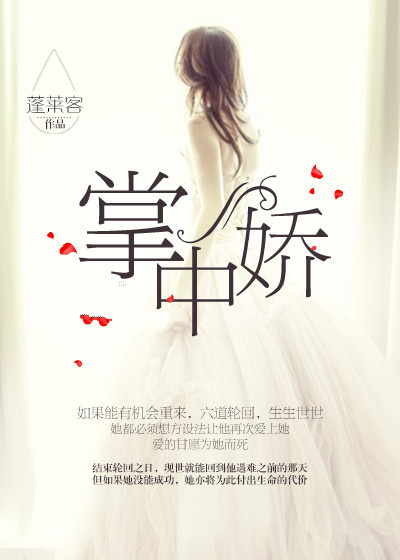 蓬莱客
作品
掌中娇
如果能有机会重来，六道轮回，生生世世
她都必须想方设法让他再次爱上她
爱的甘愿为她而死
结束轮回之日，现世就能回到他遇难之前的那天
但如果她没能成功，她亦将为此付出生命的代价